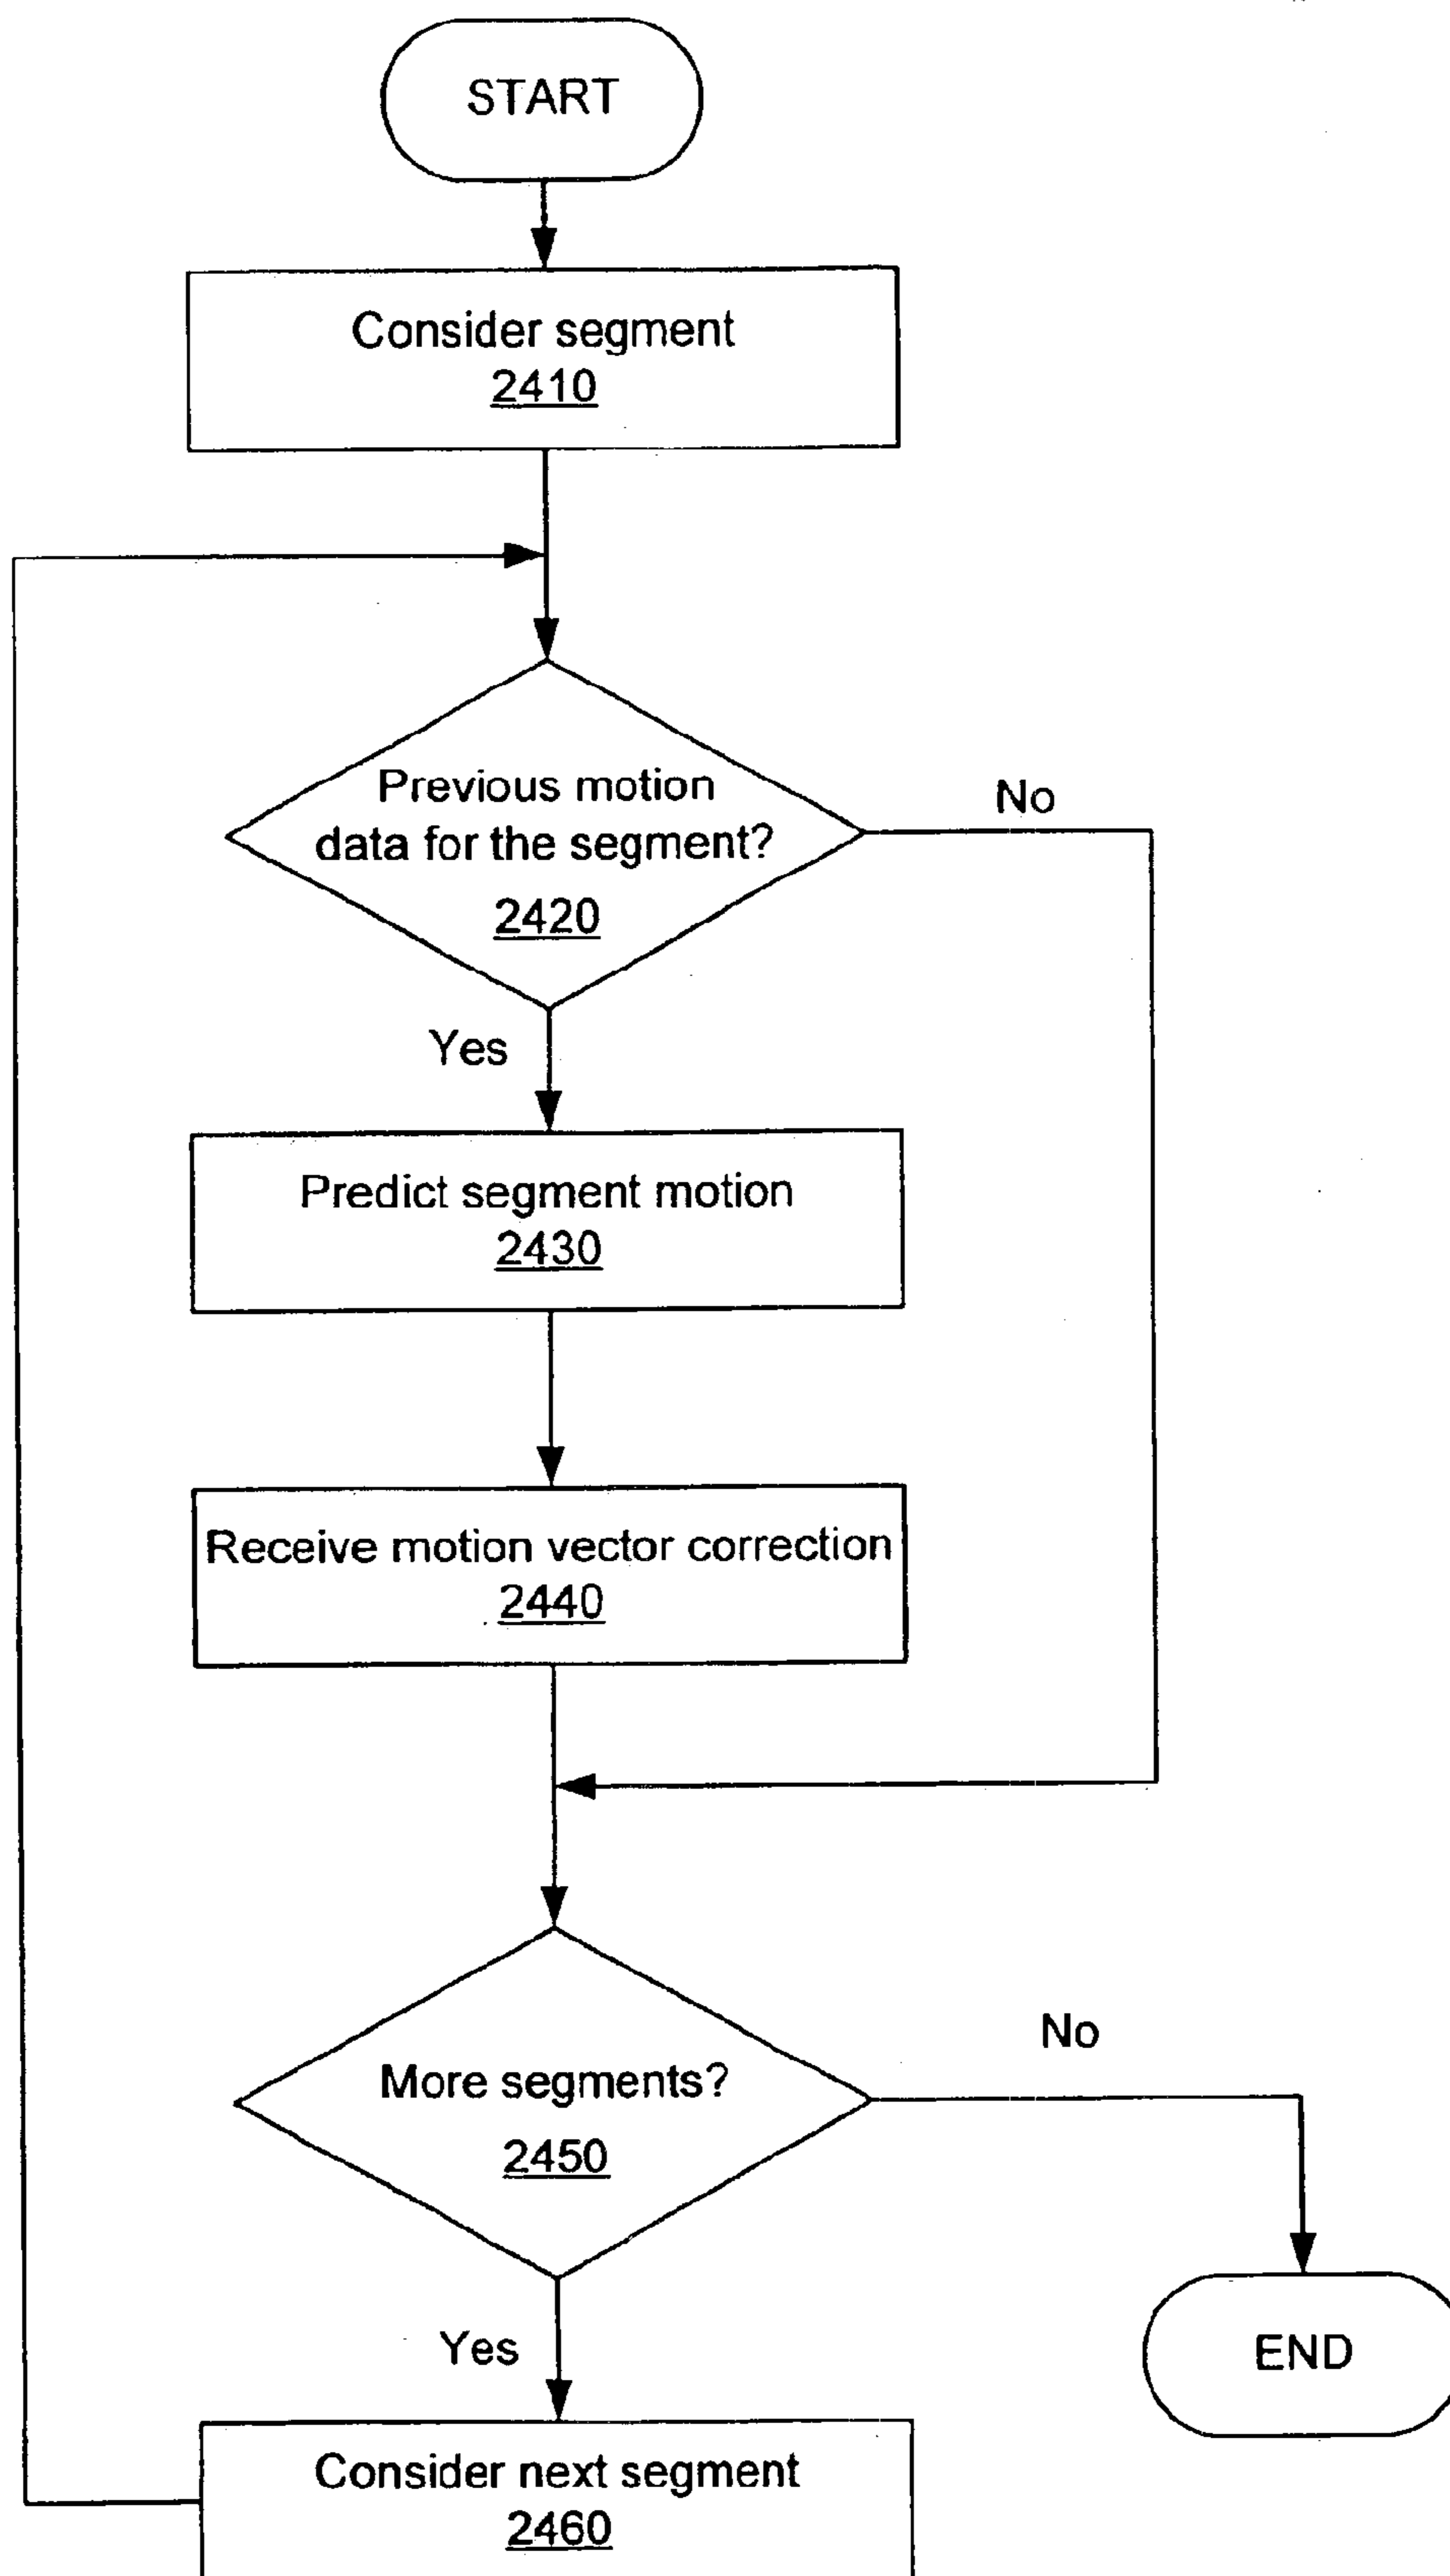 START
Consider segment
2410
Previous motion
data for the segment?
2420
No
Yes
Predict segment motion
2430
Receive motion vector correction
2440
More segments?
2450
No
Yes
END
Consider next segment
2460